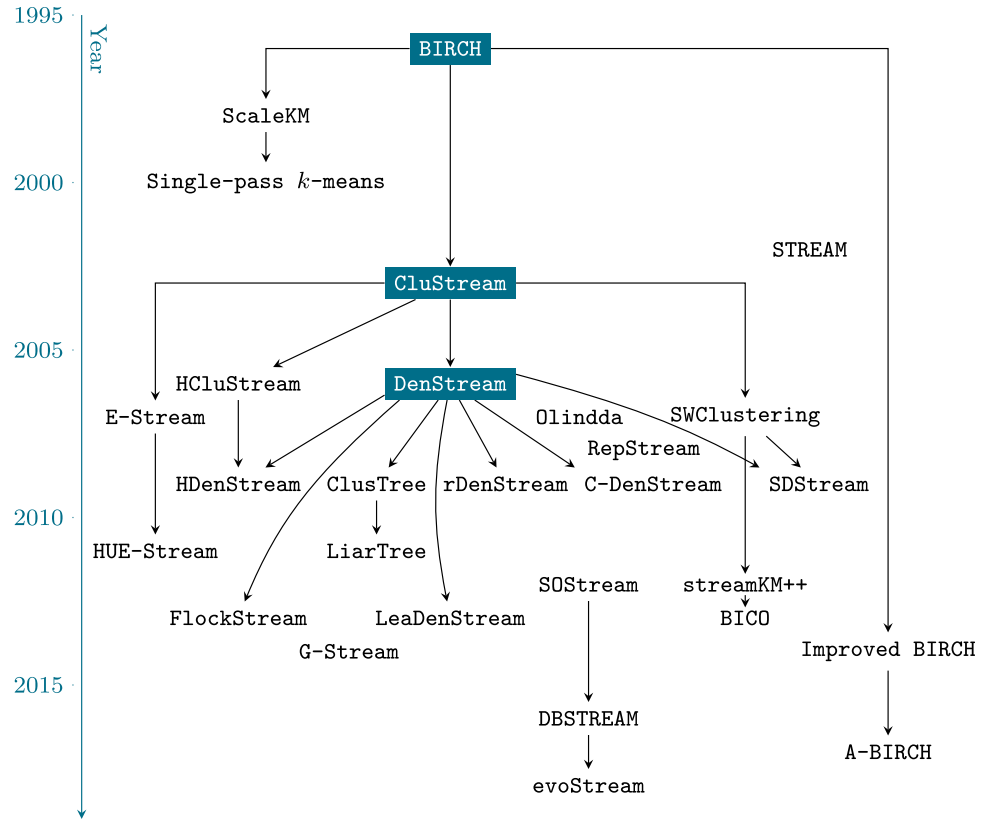 1995
Year
BIRCH
ScaleKM
Single-pass k-means
2000
STREAM
CluStream
2005
HCluStream
DenStream
E-Stream
Olindda
SWClustering
RepStream
HDenStream
ClusTree
rDenStream
C-DenStream
SDStream
2010
HUE-Stream
LiarTree
SOStream
streamKM++
FlockStream
LeaDenStream
BICO
G-Stream
Improved BIRCH
2015
DBSTREAM
A-BIRCH
evoStream